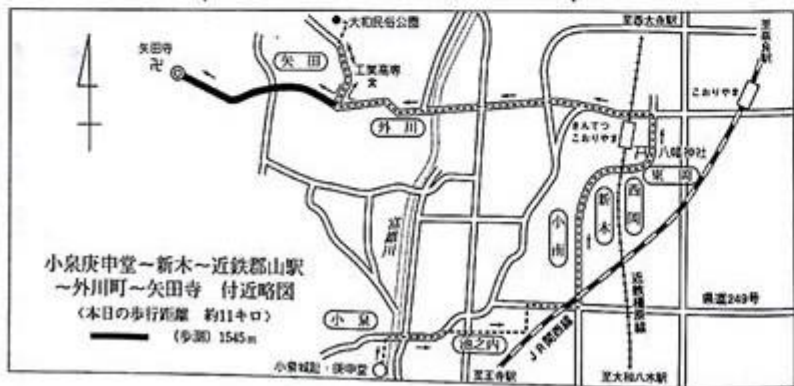 大和民俗公園
矢田寺
卍
矢田
工業高専
文
外川
至西大寺駅
至奈良駅
こおりやま
きんてつ
こおりやま
八幡神社
東岡
西岡
新木
小南
富雄川
小泉庚申堂~新木~近鉄郡山駅
~外川町~矢田寺 付近略図
〈本日の歩行距離 約11キロ〉
(歩測) 1545m
小泉
池之内
小泉城趾・庚申堂
県道249号
近鉄橿原線
JR関西線
至王寺駅
至大和八木駅